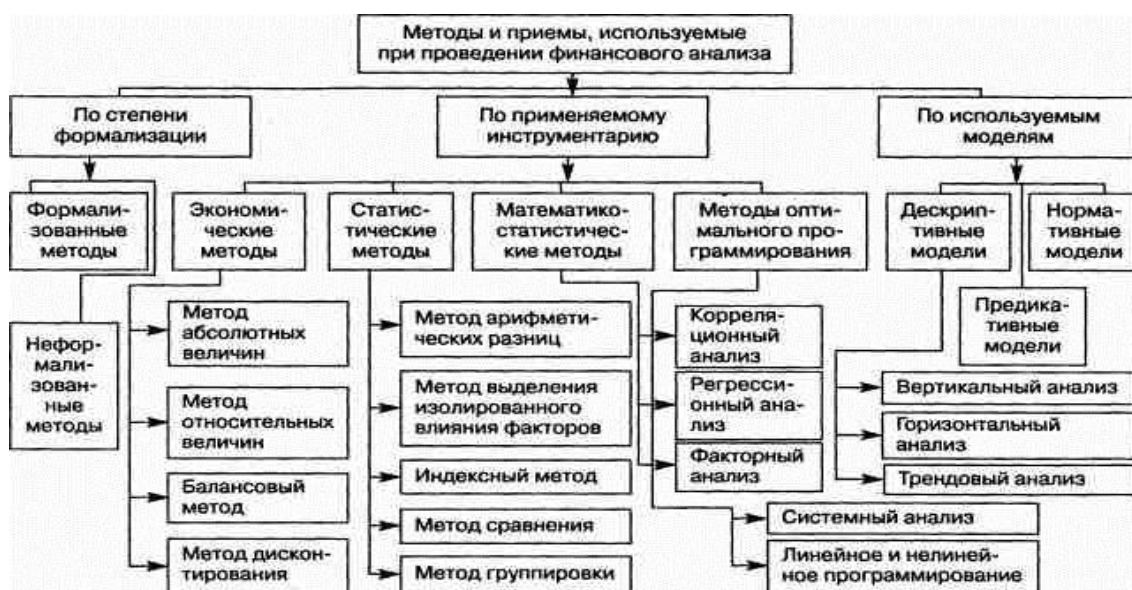 Методы и приемы, используемые
при проведении финансового анализа
По степени
формализации
По применяемому
инструментарию
По используемым
моделям
Формали-
зованные
методы
Экономи-
ческие
методы
Статис-
тические
методы
Математико-
статистичес-
кие методы
Методы опти-
мального про-
граммирования
Дескрип-
тивные
модели
Норма-
тивные
модели
Нефор-
мали-
зован-
ные
методы
Предика-
тивные
модели
Метод
абсолютных
величин
Метод
относительных
величин
Балансовый
метод
Метод дискон-
тирования
Метод арифмети-
ческих разниц
Метод выделения
изолированного
влияния факторов
Индексный метод
Метод сравнения
Метод группировки
Корреля-
ционный
анализ
Регресси-
онный ана-
лиз
Факторный
анализ
Системный анализ
Линейное и нелиней-
ное программирование
Вертикальный анализ
Горизонтальный
анализ
Трендовый анализ